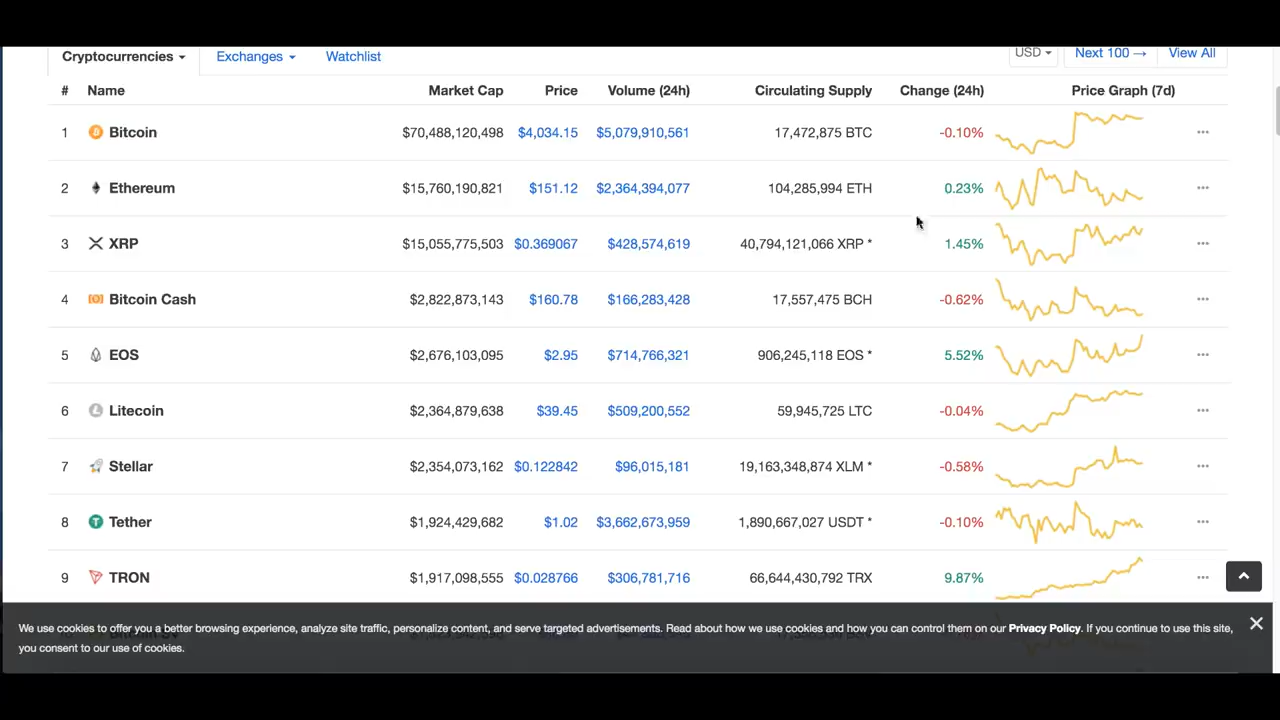 Cryptocurrencies Exchanges Watchlist USD Next 100 → View All
# Name Market Cap Price Volume (24h) Circulating Supply Change (24h) Price Graph (7d)
1 Bitcoin $70,488,120,498 $4,034.15 $5,079,910,561 17,472,875 BTC -0.10%
2 Ethereum $15,760,190,821 $151.12 $2,364,394,077 104,285,994 ETH 0.23%
3 XRP $15,055,775,503 $0.369067 $428,574,619 40,794,121,066 XRP * 1.45%
4 Bitcoin Cash $2,822,873,143 $160.78 $166,283,428 17,557,475 BCH -0.62%
5 EOS $2,676,103,095 $2.95 $714,766,321 906,245,118 EOS * 5.52%
6 Litecoin $2,364,879,638 $39.45 $509,200,552 59,945,725 LTC -0.04%
7 Stellar $2,354,073,162 $0.122842 $96,015,181 19,163,348,874 XLM * -0.58%
8 Tether $1,924,429,682 $1.02 $3,662,673,959 1,890,667,027 USDT * -0.10%
9 TRON $1,917,098,555 $0.028766 $306,781,716 66,644,430,792 TRX 9.87%
We use cookies to offer you a better browsing experience, analyze site traffic, personalize content, and serve targeted advertisements. Read about how we use cookies and how you can control them on our Privacy Policy. If you continue to use this site,
you consent to our use of cookies.